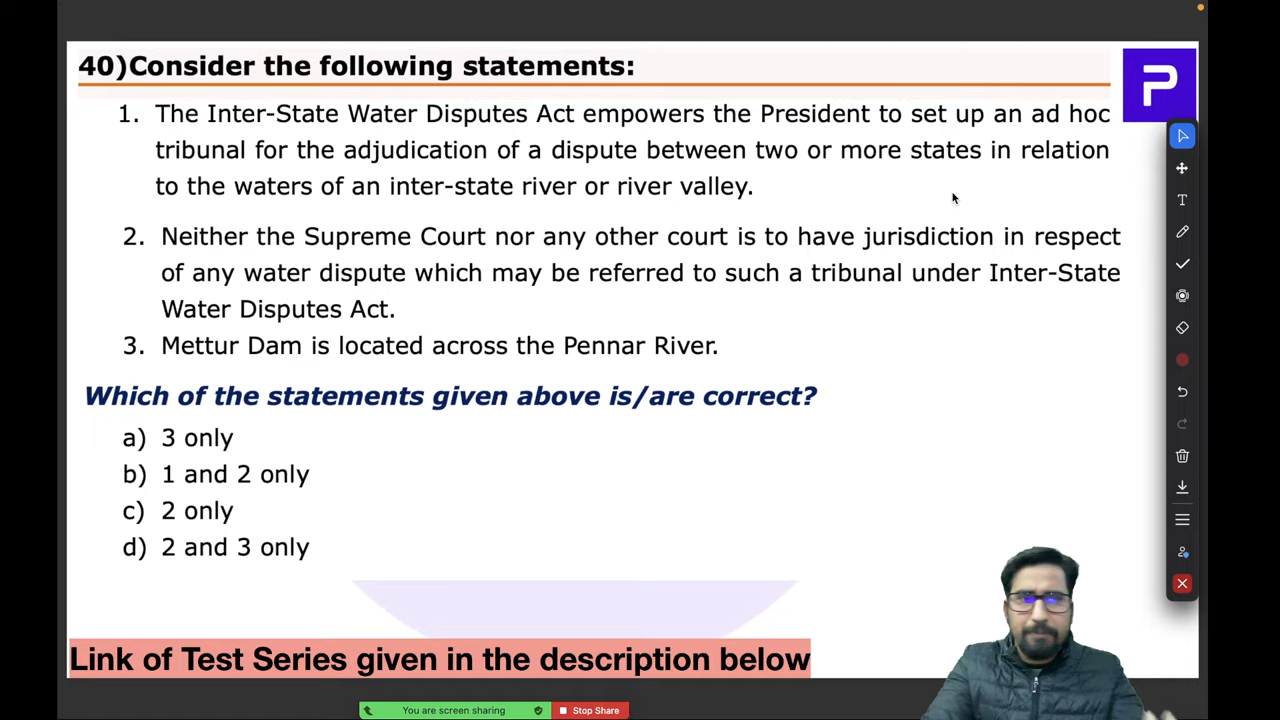 40)Consider the following statements:
1. The Inter-State Water Disputes Act empowers the President to set up an ad hoc
tribunal for the adjudication of a dispute between two or more states in relation
to the waters of an inter-state river or river valley.
2. Neither the Supreme Court nor any other court is to have jurisdiction in respect
of any water dispute which may be referred to such a tribunal under Inter-State
Water Disputes Act.
3. Mettur Dam is located across the Pennar River.
Which of the statements given above is/are correct?
a) 3 only
b) 1 and 2 only
c) 2 only
d) 2 and 3 only
Link of Test Series given in the description below
You are screen sharing
Stop Share
P
T